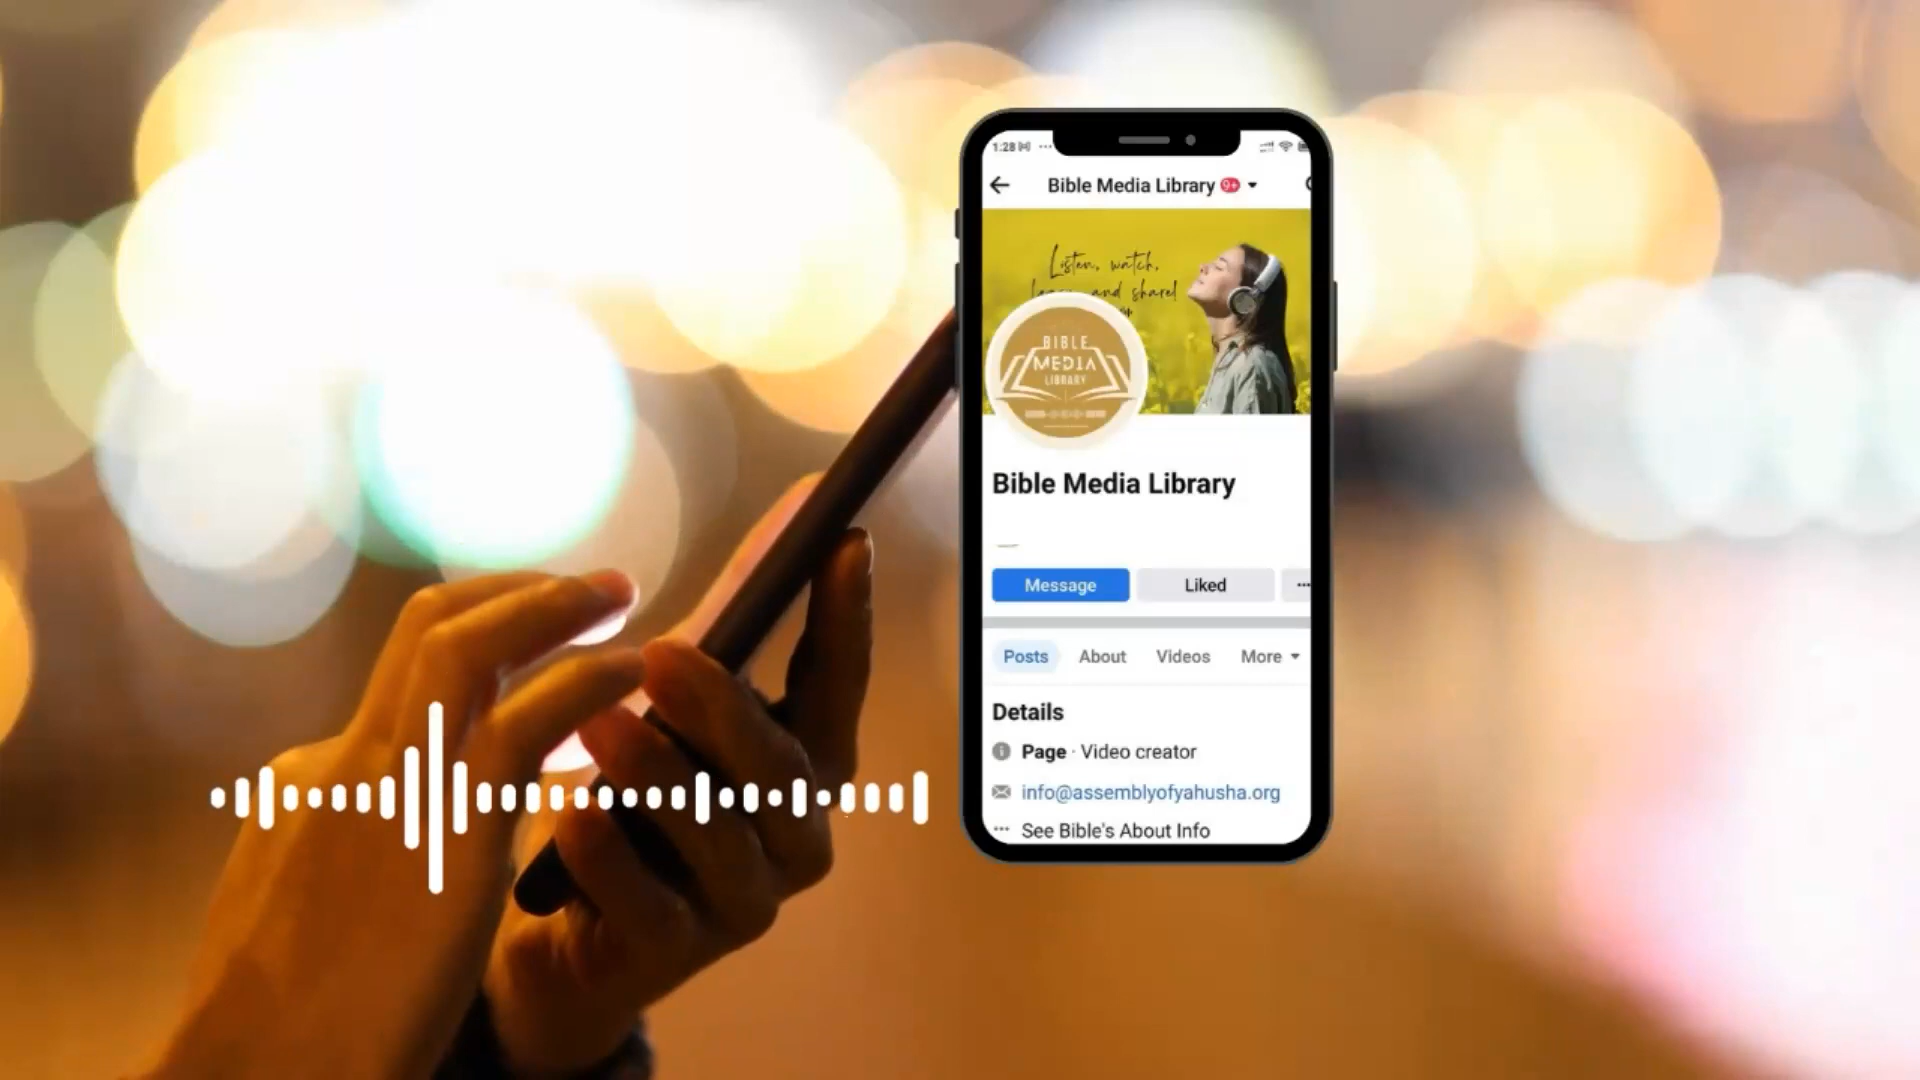 1:28
Bible Media Library 9+
Listen, watch,
and share!
BIBLE
MEDIA
LIBRARY
Bible Media Library
Message
Liked
Posts
About
Videos
More
Details
Page · Video creator
info@assemblyofyahusha.org
See Bible's About Info